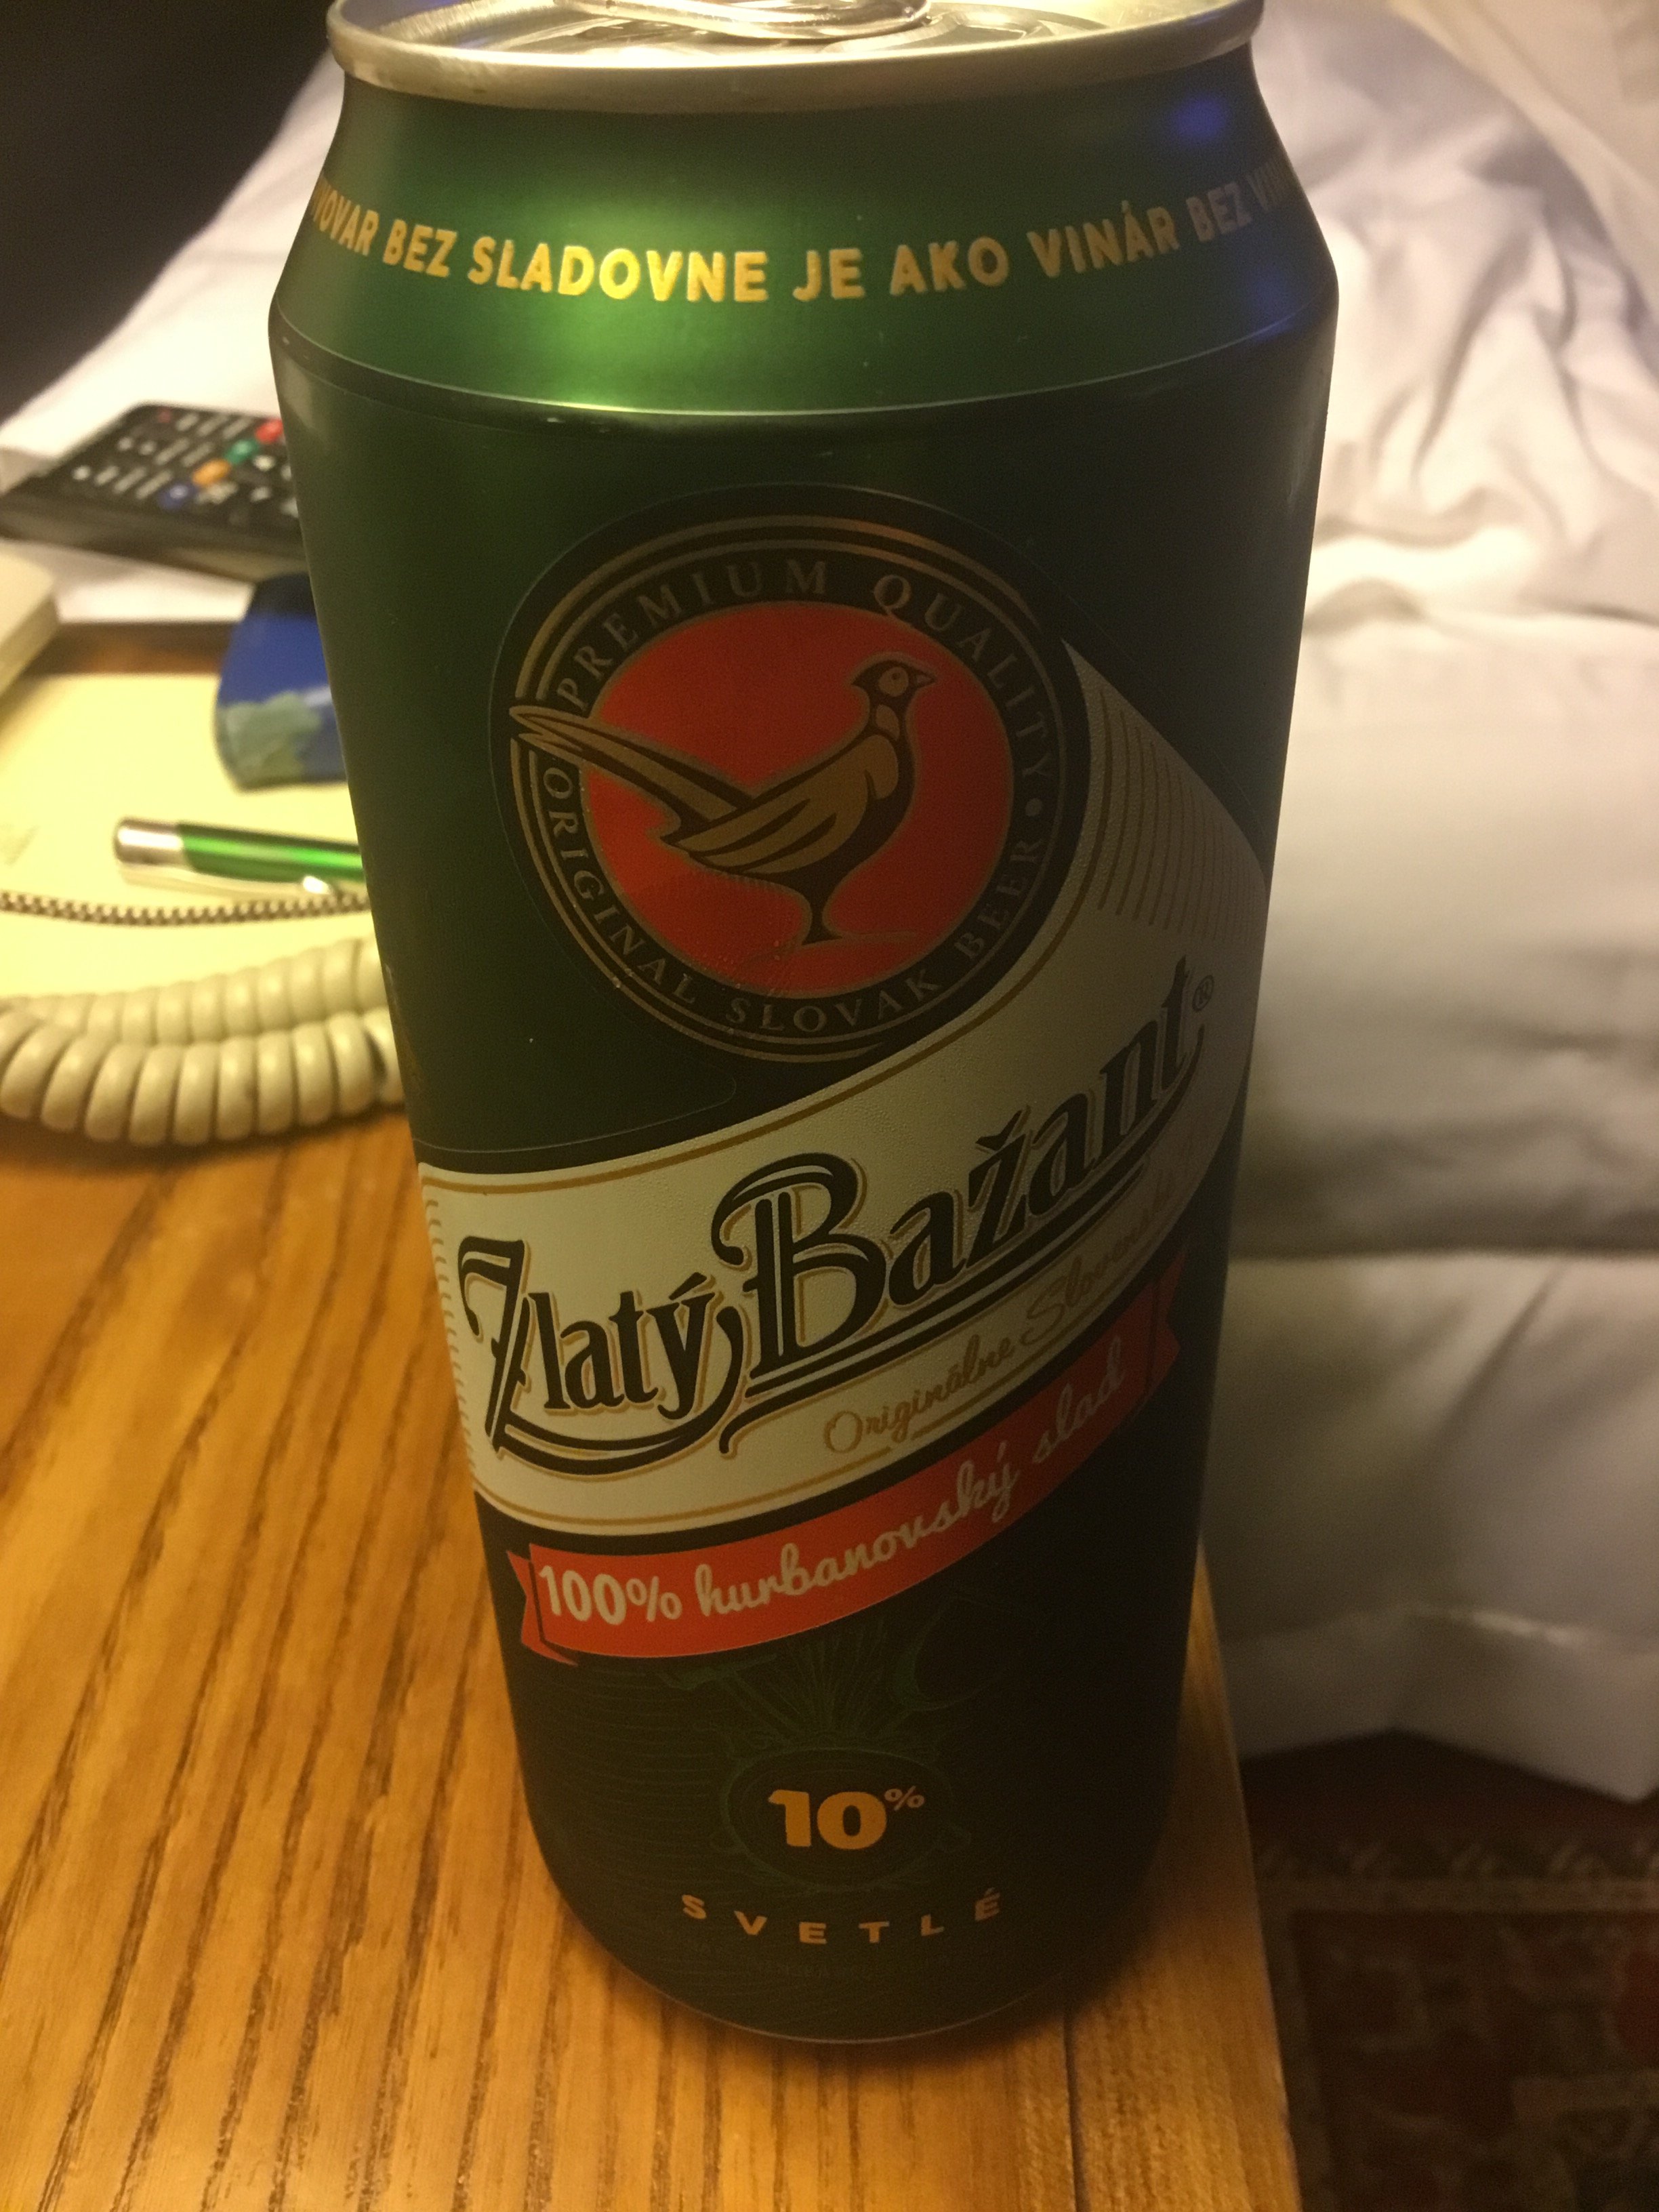 BEZ SLADOVNE JE AKO VINÁR BEZ
PREMIUM QUALITY •
ORIGINAL SLOVAK BEER •
Zlatý Bažant®
Originálne Slovenské
100% hurbanovský slad
10%
SVETLÉ